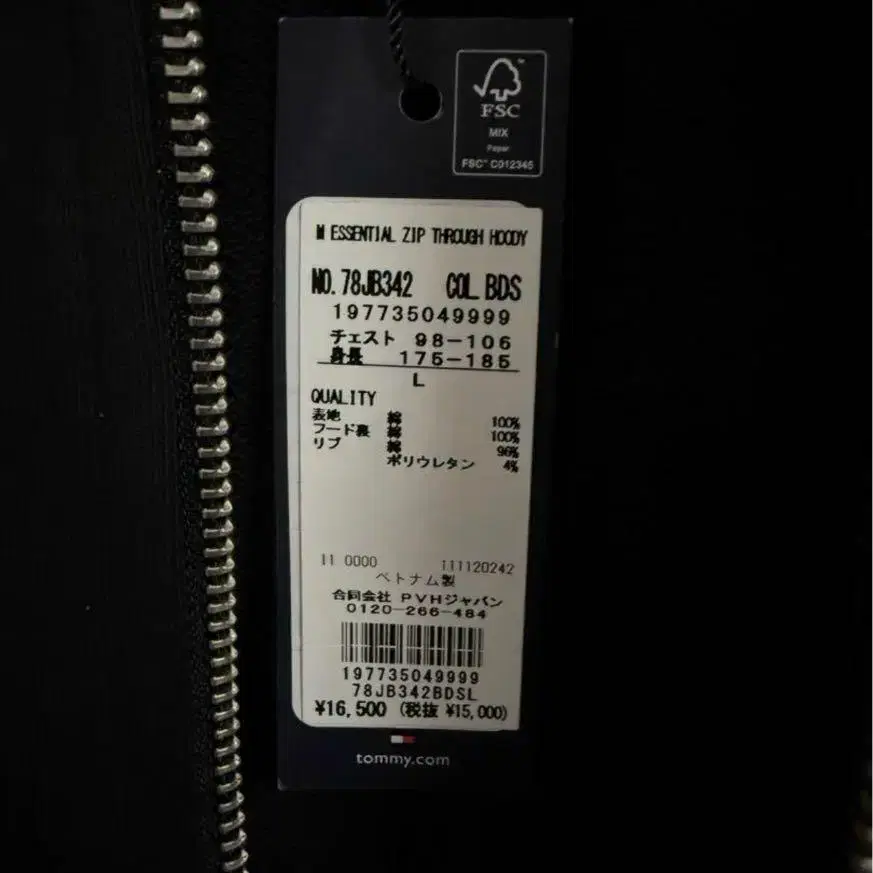 FSC™
MIX
Paper
FSC™ C012345
M ESSENTIAL ZIP THROUGH HOODY
NO. 78JB342 COL BDS
197735049999
チェスト 98-106
身長 175-185
L
QUALITY
表地 綿 100%
フード裏 綿 100%
リブ 綿 96%
ポリウレタン 4%
11 0000 111120242
ベトナム製
合同会社 PVHジャパン
0120-266-484
197735049999
78JB342BDSL
¥16,500 (税抜 ¥15,000)
tommy.com